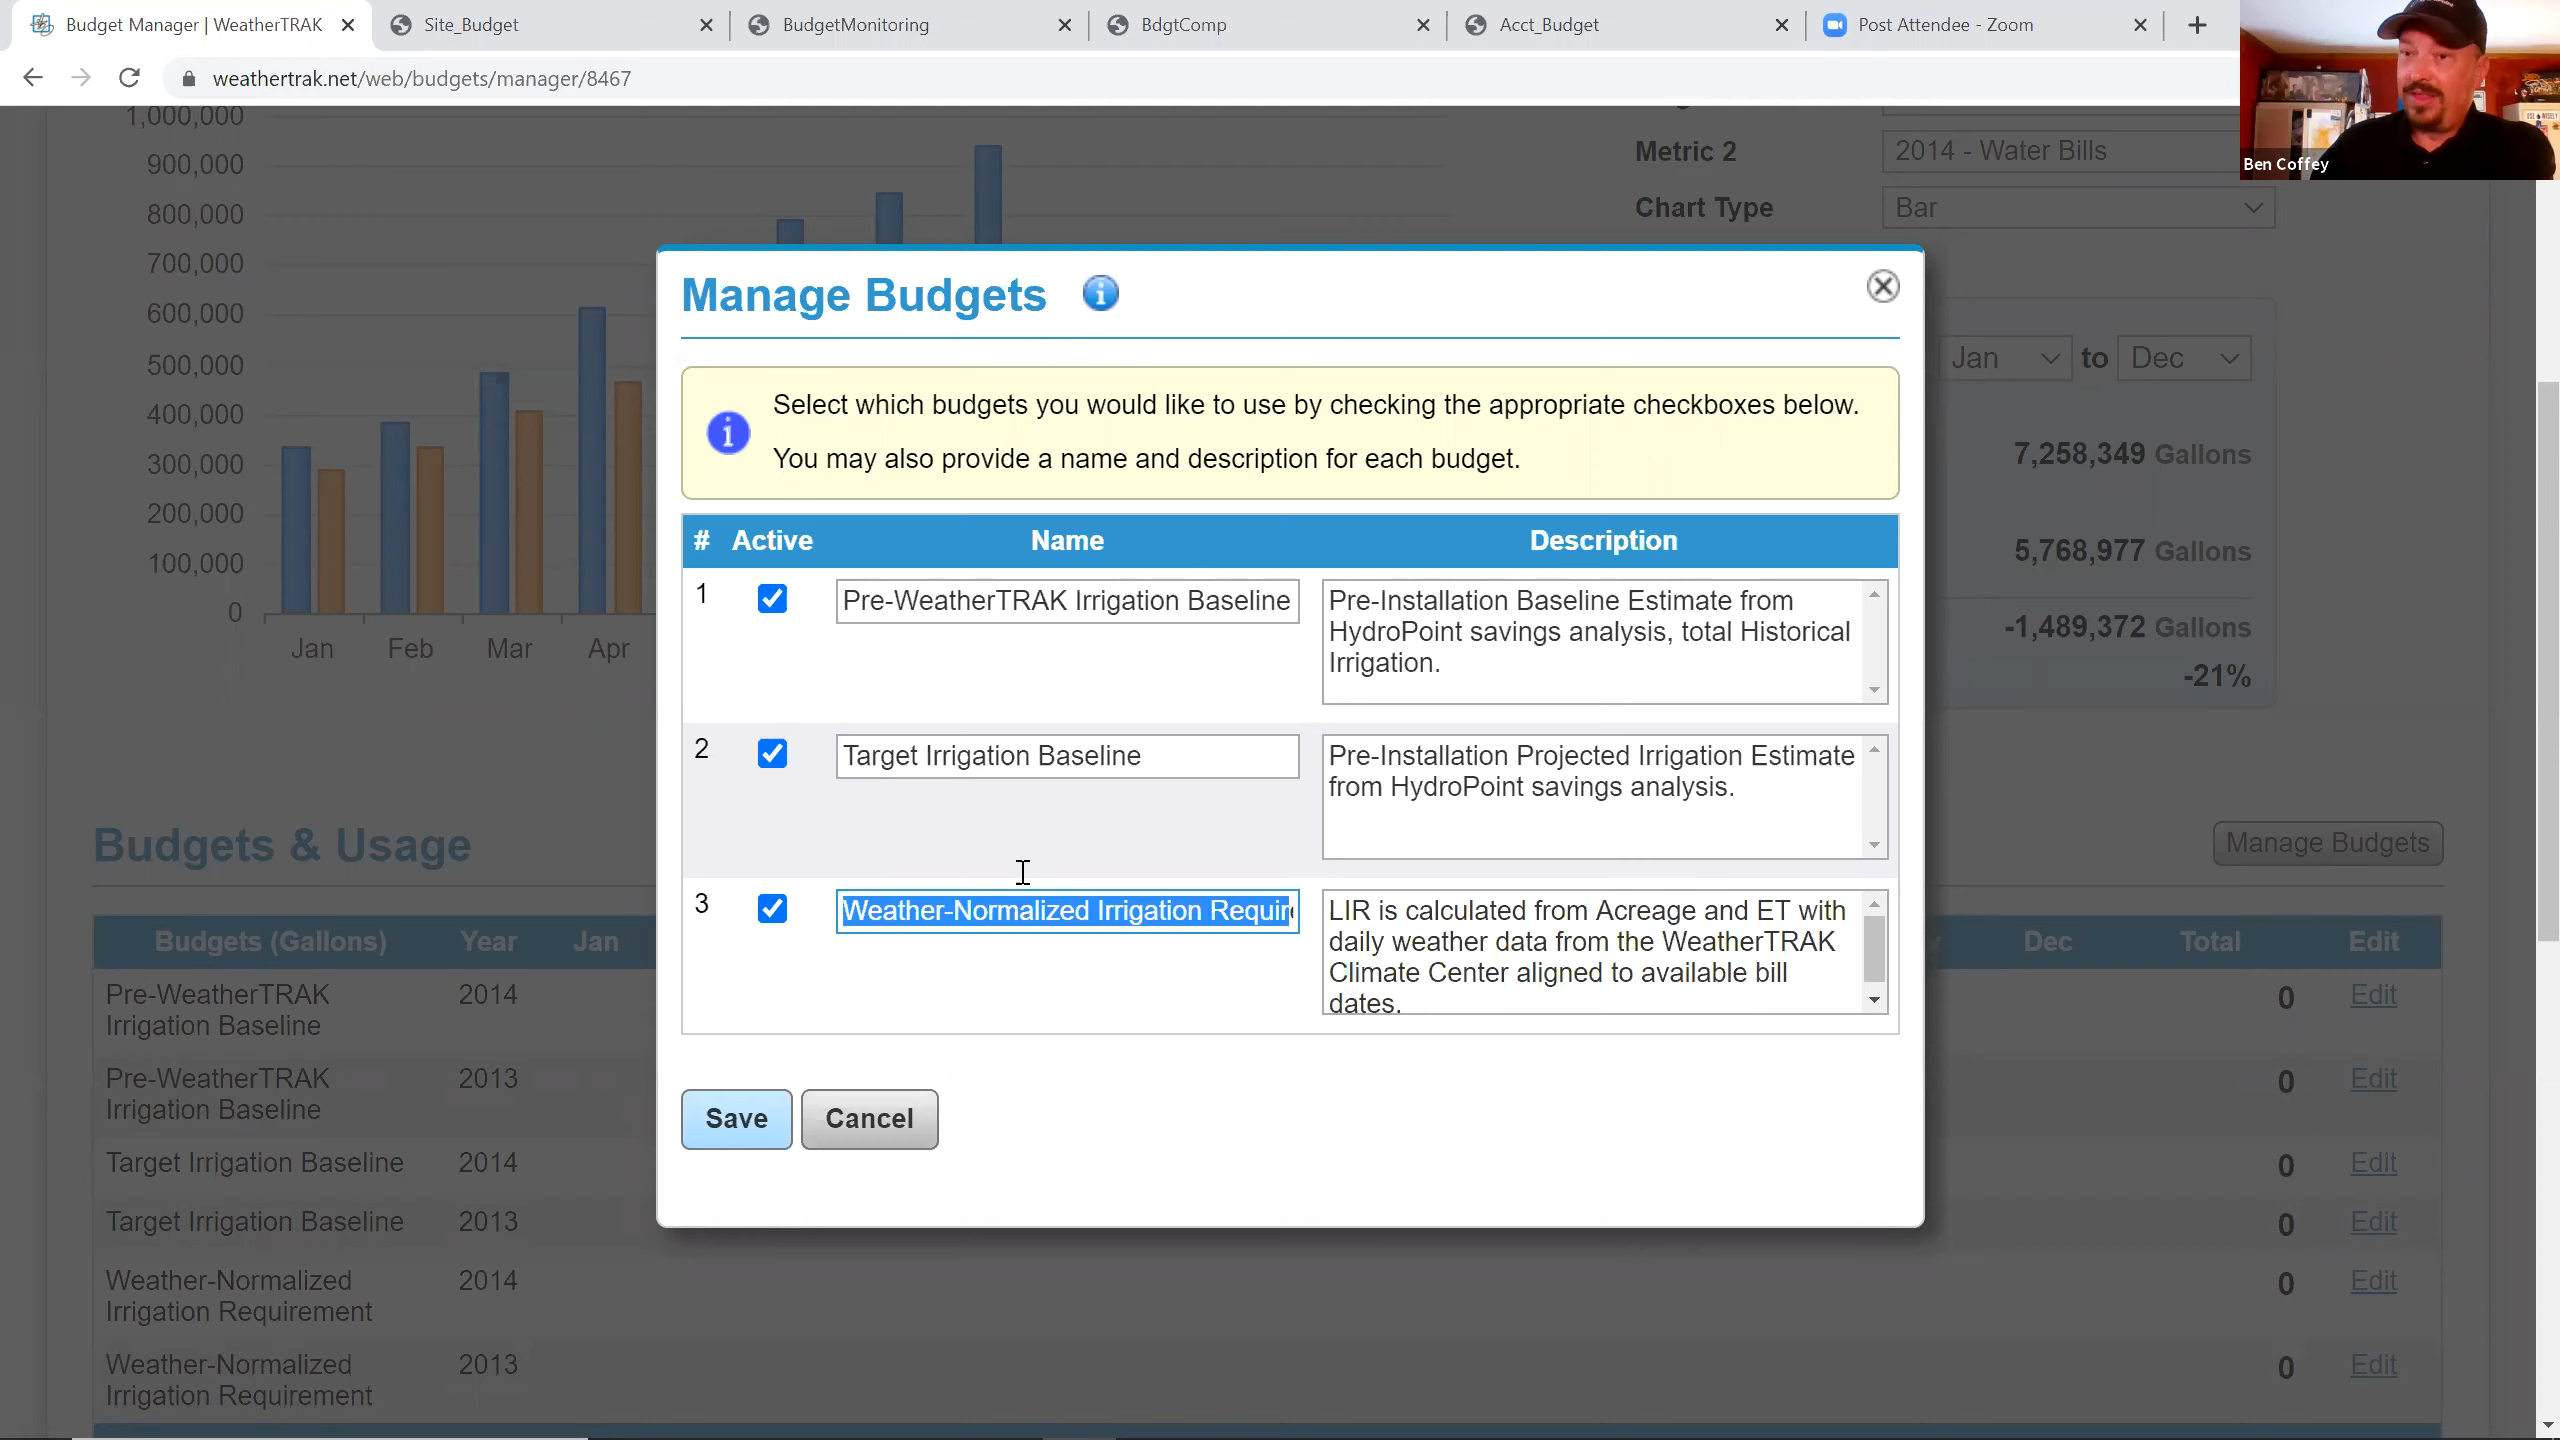 Budget Manager | WeatherTRAK
Site_Budget
BudgetMonitoring
BdgtComp
Acct_Budget
Post Attendee - Zoom
weathertrak.net/web/budgets/manager/8467
Ben Coffey
1,000,000
900,000
800,000
700,000
600,000
500,000
400,000
300,000
200,000
100,000
0
Jan Feb Mar Apr
Metric 2 2014 - Water Bills
Chart Type Bar
Jan to Dec
7,258,349 Gallons
5,768,977 Gallons
-1,489,372 Gallons
-21%
Manage Budgets
Select which budgets you would like to use by checking the appropriate checkboxes below.
You may also provide a name and description for each budget.
# Active Name Description
1 Pre-WeatherTRAK Irrigation Baseline
Pre-Installation Baseline Estimate from
HydroPoint savings analysis, total Historical
Irrigation.
2 Target Irrigation Baseline
Pre-Installation Projected Irrigation Estimate
from HydroPoint savings analysis.
3 Weather-Normalized Irrigation Requir
LIR is calculated from Acreage and ET with
daily weather data from the WeatherTRAK
Climate Center aligned to available bill
dates.
Save Cancel
Budgets & Usage
Manage Budgets
Budgets (Gallons) Year Jan Dec Total Edit
Pre-WeatherTRAK
Irrigation Baseline 2014 0 Edit
Pre-WeatherTRAK
Irrigation Baseline 2013 0 Edit
Target Irrigation Baseline 2014 0 Edit
Target Irrigation Baseline 2013 0 Edit
Weather-Normalized
Irrigation Requirement 2014 0 Edit
Weather-Normalized
Irrigation Requirement 2013 0 Edit